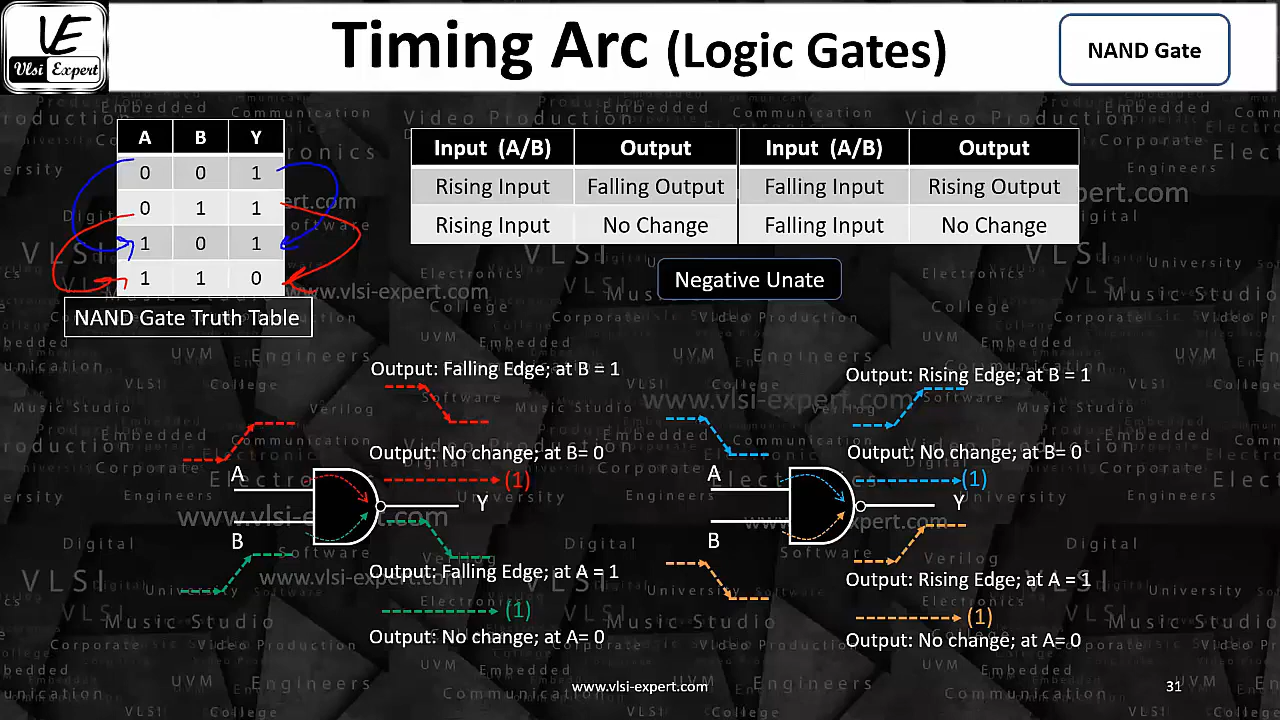 VE
Vlsi Expert
Timing Arc (Logic Gates)
NAND Gate
A B Y
0 0 1
0 1 1
1 0 1
1 1 0
NAND Gate Truth Table
Input (A/B) Output Input (A/B) Output
Rising Input Falling Output Falling Input Rising Output
Rising Input No Change Falling Input No Change
Negative Unate
Output: Falling Edge; at B = 1
Output: No change; at B= 0
(1)
A
B
Y
Output: Falling Edge; at A = 1
(1)
Output: No change; at A= 0
Output: Rising Edge; at B = 1
Output: No change; at B= 0
(1)
A
B
Y
Output: Rising Edge; at A = 1
(1)
Output: No change; at A= 0
www.vlsi-expert.com
31